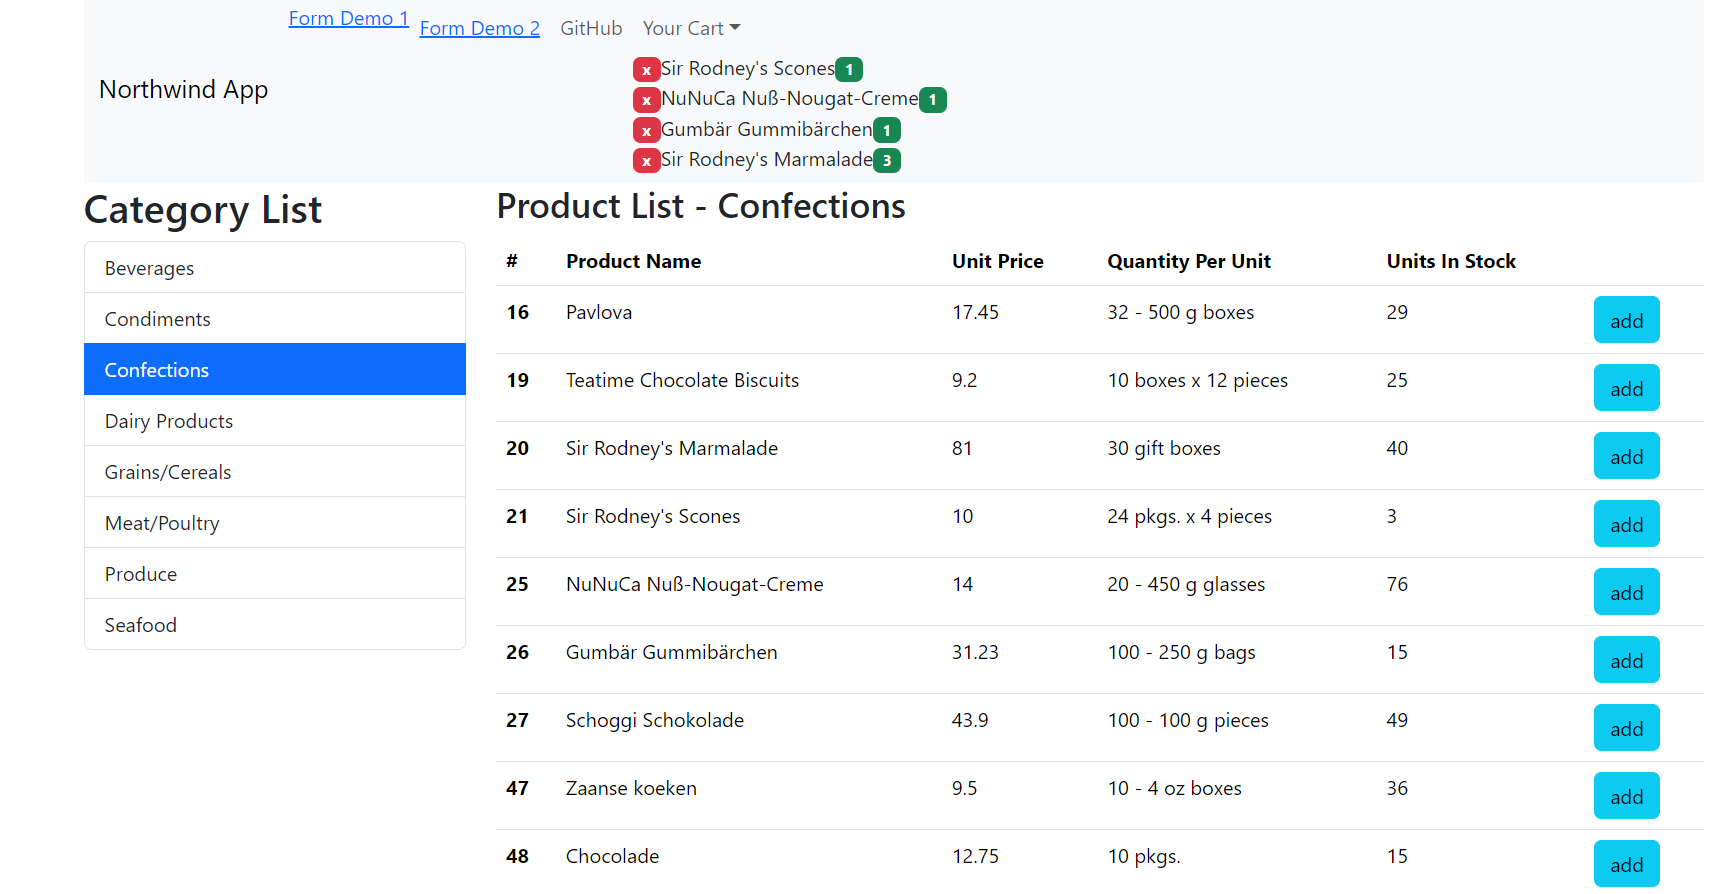 Form Demo 1 Form Demo 2 GitHub Your Cart
Northwind App
x Sir Rodney's Scones 1
x NuNuCa Nuß-Nougat-Creme 1
x Gumbär Gummibärchen 1
x Sir Rodney's Marmalade 3
Category List
Beverages
Condiments
Confections
Dairy Products
Grains/Cereals
Meat/Poultry
Produce
Seafood
Product List - Confections
# Product Name Unit Price Quantity Per Unit Units In Stock
16 Pavlova 17.45 32 - 500 g boxes 29 add
19 Teatime Chocolate Biscuits 9.2 10 boxes x 12 pieces 25 add
20 Sir Rodney's Marmalade 81 30 gift boxes 40 add
21 Sir Rodney's Scones 10 24 pkgs. x 4 pieces 3 add
25 NuNuCa Nuß-Nougat-Creme 14 20 - 450 g glasses 76 add
26 Gumbär Gummibärchen 31.23 100 - 250 g bags 15 add
27 Schoggi Schokolade 43.9 100 - 100 g pieces 49 add
47 Zaanse koeken 9.5 10 - 4 oz boxes 36 add
48 Chocolade 12.75 10 pkgs. 15 add